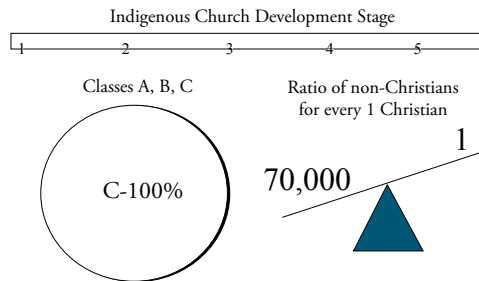 Indigenous Church Development Stage
1 2 3 4 5
Classes A, B, C
Ratio of non-Christians
for every 1 Christian
1
70,000
C-100%